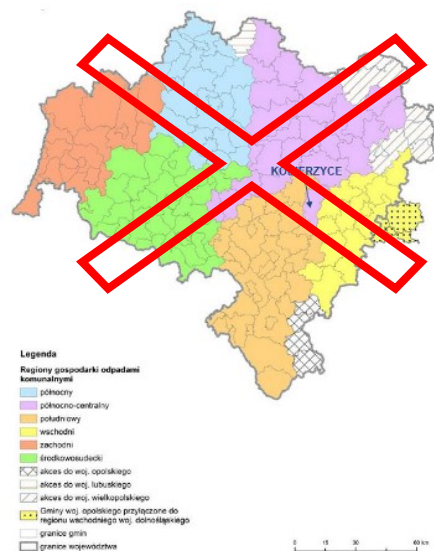 KOBIERZYCE
Legenda
Regiony gospodarki odpadami
komunalnymi
północny
północno-centralny
południowy
wschodni
zachodni
środkowosudecki
akces do woj. opolskiego
akces do woj. lubuskiego
akces do woj. wielkopolskiego
Gminy woj. opolskiego przyłączone do
regionu wschodniego woj. dolnośląskiego
granice gmin
granice województwa
0 15 30 60 km